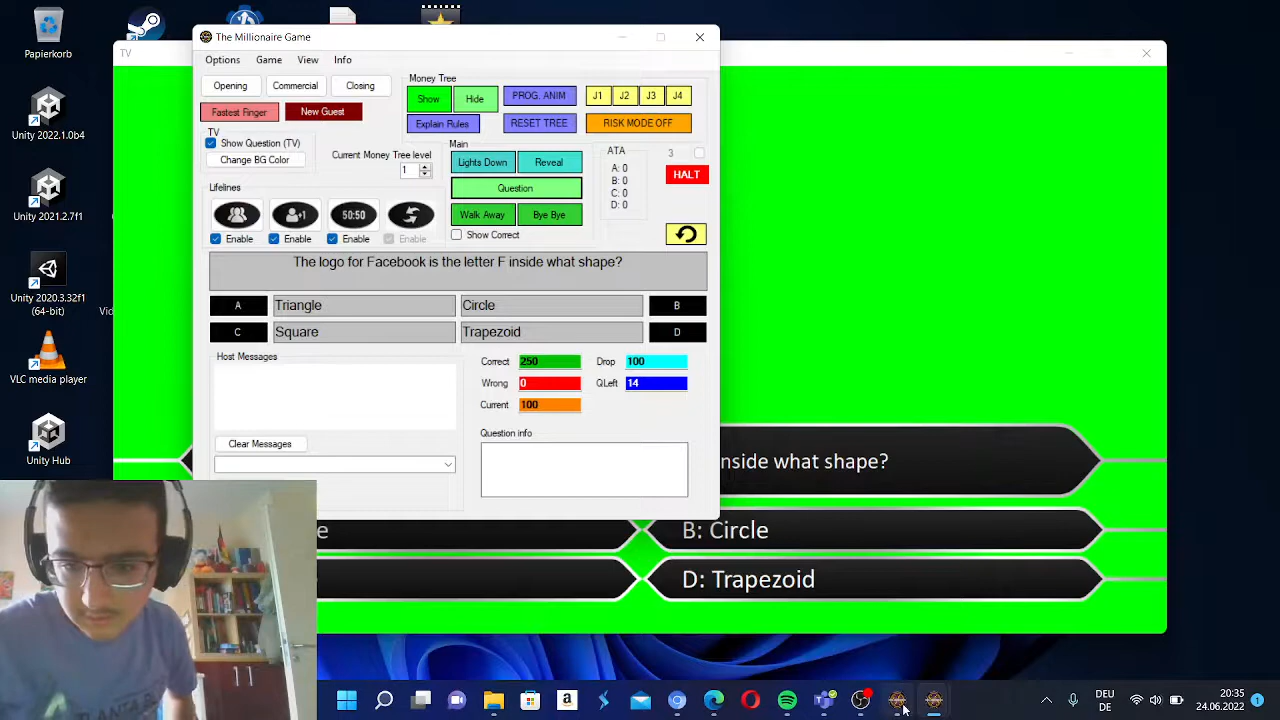 The Millionaire Game
TV
Options Game View Info
Opening Commercial Closing
Fastest Finger New Guest
TV
Show Question (TV)
Change BG Color
Current Money Tree level
1
Money Tree
Show Hide PROG. ANIM J1 J2 J3 J4
Explain Rules RESET TREE RISK MODE OFF
Main
Lights Down Reveal
Question
Walk Away Bye Bye
Show Correct
ATA
A: 0
B: 0
C: 0
D: 0
3
HALT
Lifelines
+1 50:50
Enable Enable Enable Enable
The logo for Facebook is the letter F inside what shape?
A Triangle Circle B
C Square Trapezoid D
Host Messages
Clear Messages
Correct 250 Drop 100
Wrong 0 Q.Left 14
Current 100
Question info
nside what shape?
e B: Circle
D: Trapezoid
Papierkorb
Unity 2022.1.0b4
Unity 2021.2.7f1
Unity 2020.3.32f1
(64-bit)
Vid
VLC media player
Unity Hub
DE
DE
20:35
24.06.2022
1